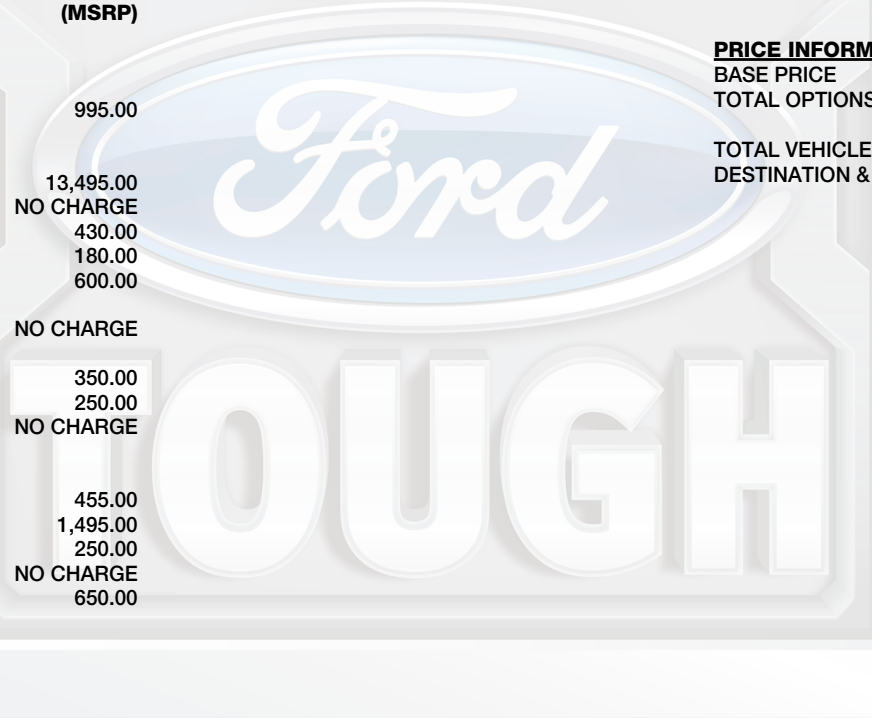 (MSRP)
995.00
13,495.00
NO CHARGE
430.00
180.00
600.00
NO CHARGE
350.00
250.00
NO CHARGE
455.00
1,495.00
250.00
NO CHARGE
650.00
PRICE INFORM
BASE PRICE
TOTAL OPTIONS
TOTAL VEHICLE
DESTINATION &
Ford
TOUGH